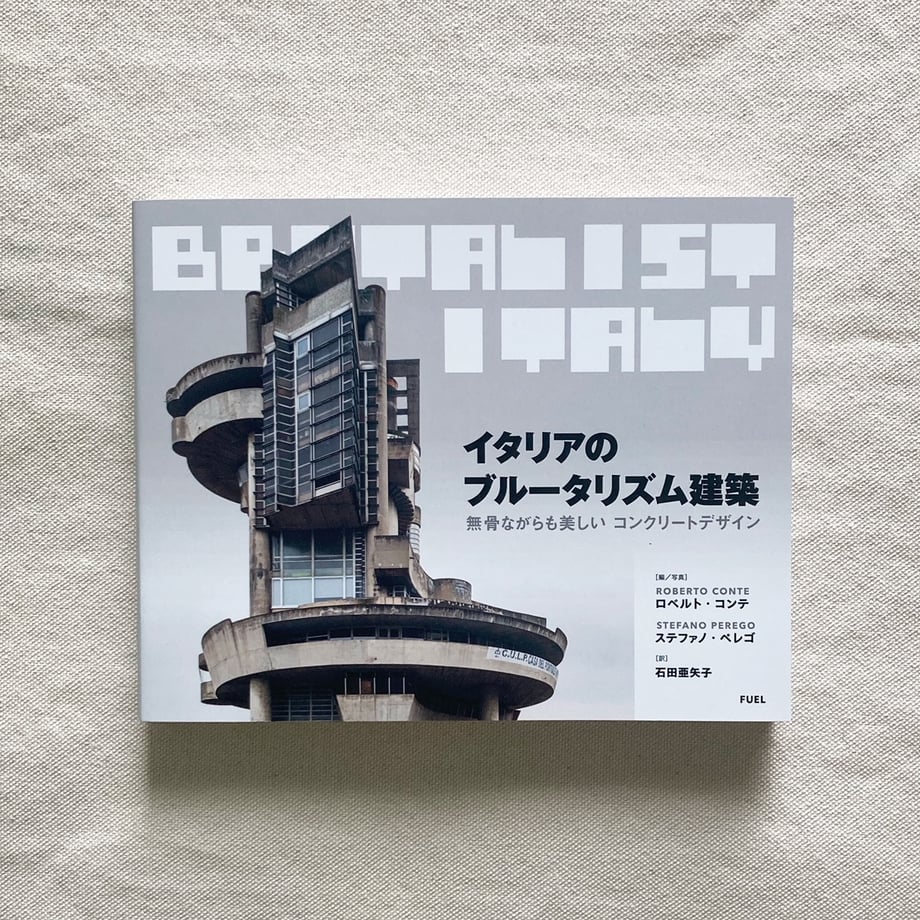 BRUTALIST
ITALY
イタリアの
ブルータリズム建築
無骨ながらも美しい コンクリートデザイン
[編/写真]
ROBERTO CONTE
ロベルト・コンテ
STEFANO PEREGO
ステファノ・ペレゴ
[訳]
石田亜矢子
FUEL
C.U.L.P. CASA DEL